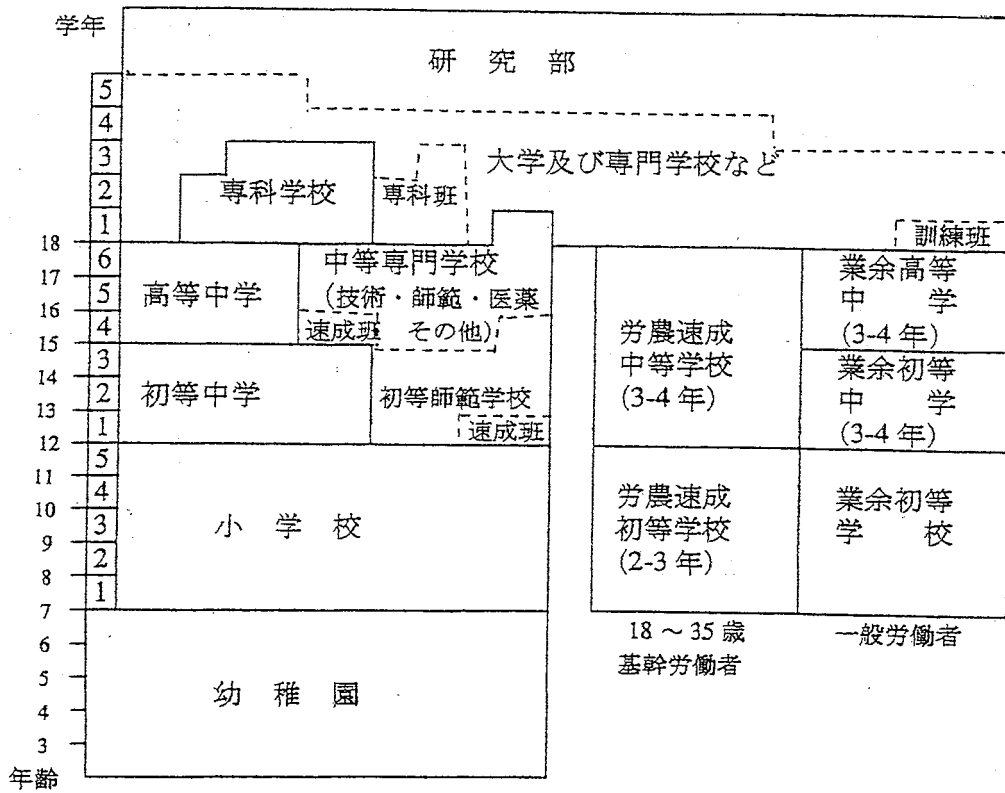 学年
研究部
5
4
3
2
1
大学及び専門学校など
専科学校
専科班
訓練班
18
17
16
15
14
13
12
11
10
9
8
7
6
5
4
3
年齢
6
5
4
3
2
1
5
4
3
2
1
高等中学
中等専門学校
(技術・師範・医薬
その他)
速成班
初等中学
初等師範学校
速成班
小学校
幼稚園
労農速成
中等学校
(3-4年)
業余高等
中学
(3-4年)
業余初等
中学
(3-4年)
労農速成
初等学校
(2-3年)
業余初等
学校
18～35歳
基幹労働者
一般労働者